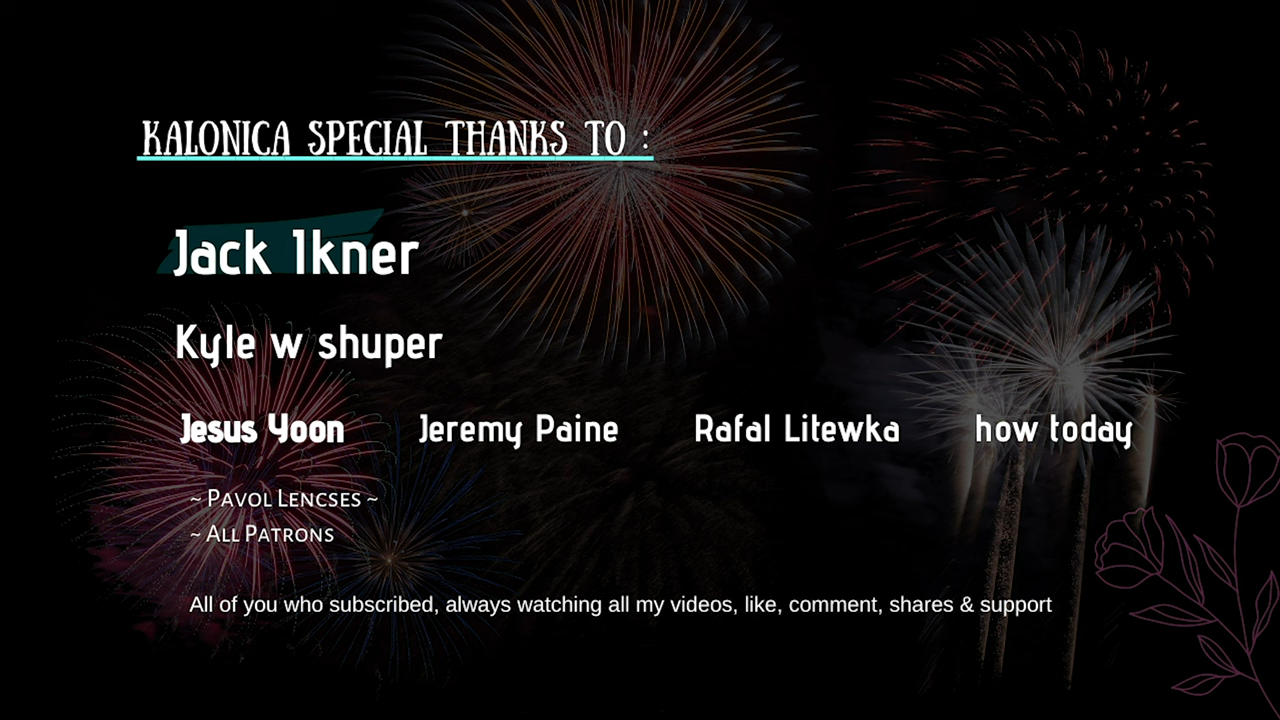 KALONICA SPECIAL THANKS TO :
Jack Ikner
Kyle w shuper
Jesus Yoon Jeremy Paine Rafal Litewka how today
~ Pavol Lencses ~
~ All Patrons
All of you who subscribed, always watching all my videos, like, comment, shares & support